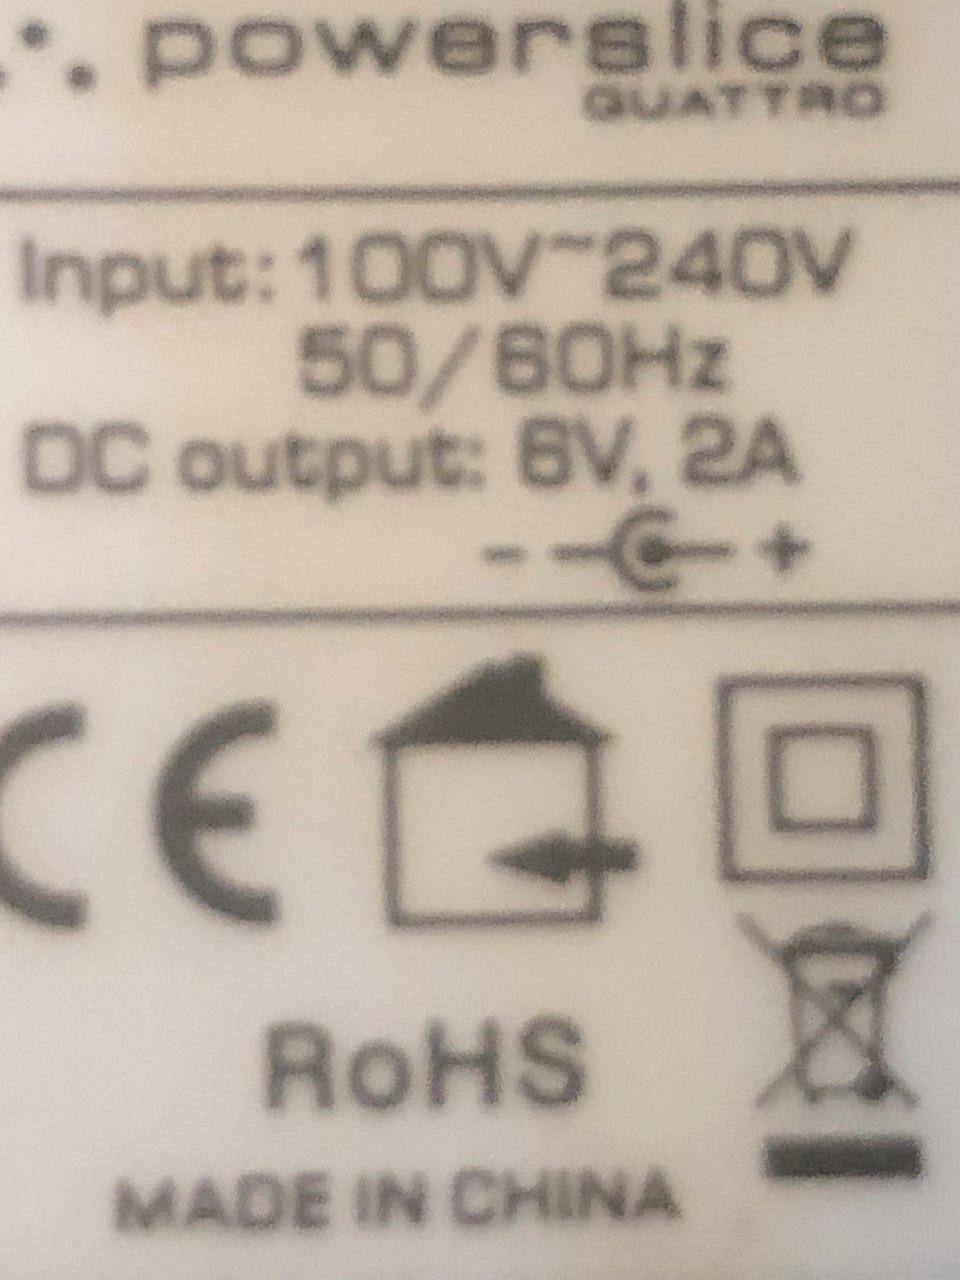 powerslice
QUATTRO
Input: 100V~240V
50/60Hz
DC output: 6V, 2A
- +
CE
RoHS
MADE IN CHINA